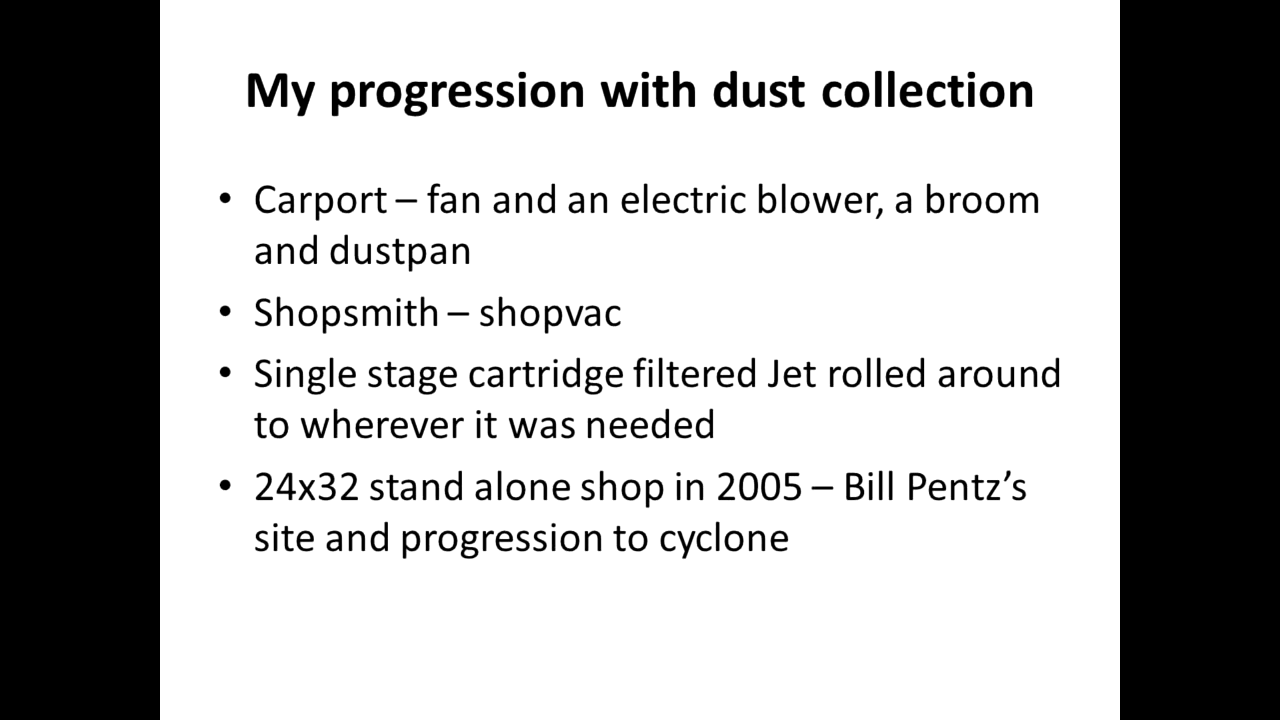 My progression with dust collection
• Carport – fan and an electric blower, a broom
and dustpan
• Shopsmith – shopvac
• Single stage cartridge filtered Jet rolled around
to wherever it was needed
• 24x32 stand alone shop in 2005 – Bill Pentz’s
site and progression to cyclone